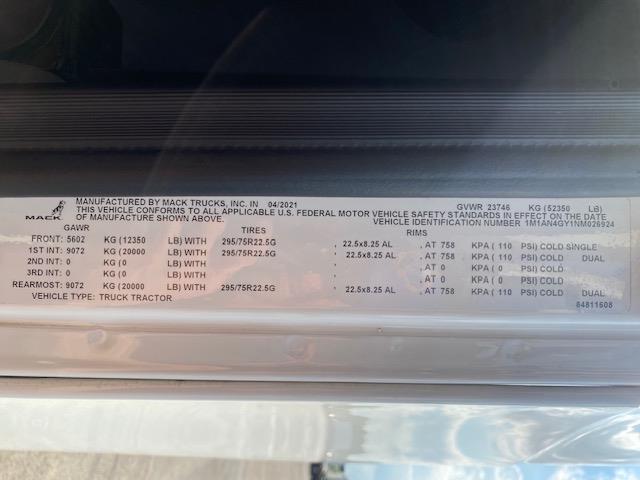 MANUFACTURED BY MACK TRUCKS, INC. IN 04/2021 GVWR 23746 KG (52350 LB)
THIS VEHICLE CONFORMS TO ALL APPLICABLE U.S. FEDERAL MOTOR VEHICLE SAFETY STANDARDS IN EFFECT ON THE DATE
OF MANUFACTURE SHOWN ABOVE. VEHICLE IDENTIFICATION NUMBER 1M1AN4GY1NM026924
MACK
GAWR TIRES RIMS
FRONT: 5602 KG (12350 LB) WITH 295/75R22.5G , 22.5x8.25 AL , AT 758 KPA ( 110 PSI) COLD SINGLE
1ST INT: 9072 KG (20000 LB) WITH 295/75R22.5G , 22.5x8.25 AL , AT 758 KPA ( 110 PSI) COLD DUAL
2ND INT: 0 KG (0 LB) WITH , , AT 0 KPA ( 0 PSI) COLD
3RD INT: 0 KG (0 LB) WITH , , AT 0 KPA ( 0 PSI) COLD
REARMOST: 9072 KG (20000 LB) WITH 295/75R22.5G , 22.5x8.25 AL , AT 758 KPA ( 110 PSI) COLD DUAL
VEHICLE TYPE: TRUCK TRACTOR 84811608